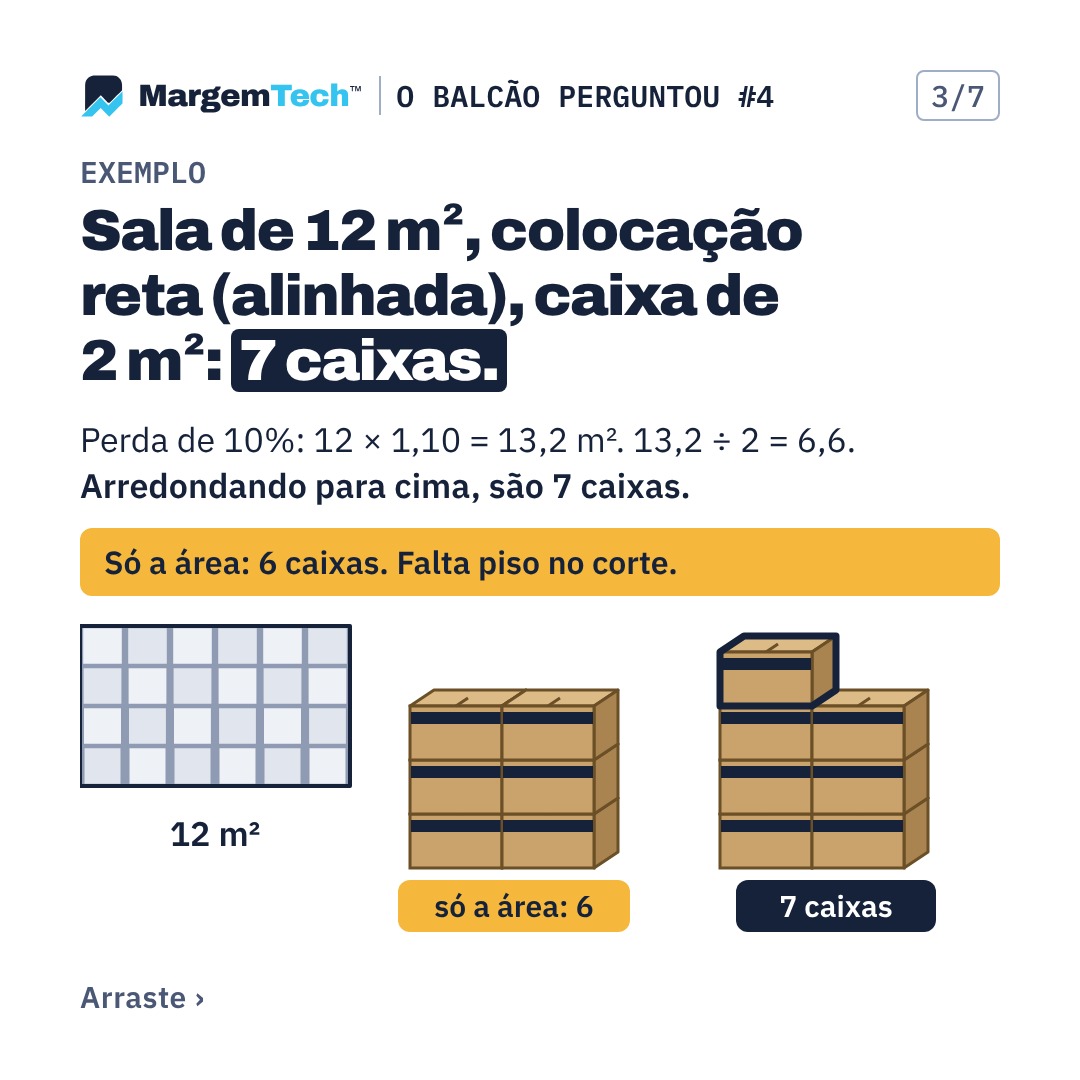 MargemTech™ O BALCÃO PERGUNTOU #4 3/7
EXEMPLO
Sala de 12 m², colocação
reta (alinhada), caixa de
2 m²: 7 caixas.
Perda de 10%: 12 × 1,10 = 13,2 m². 13,2 ÷ 2 = 6,6.
Arredondando para cima, são 7 caixas.
Só a área: 6 caixas. Falta piso no corte.
12 m²
só a área: 6
7 caixas
Arraste ›